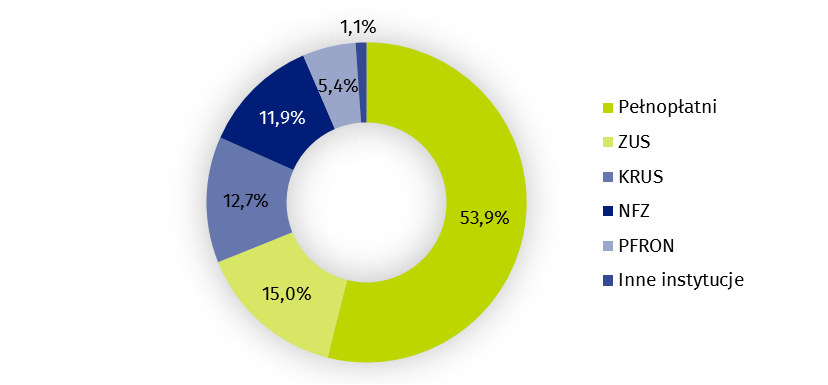 1,1%
5,4%
11,9%
12,7%
53,9%
15,0%
Pełnopłatni
ZUS
KRUS
NFZ
PFRON
Inne instytucje